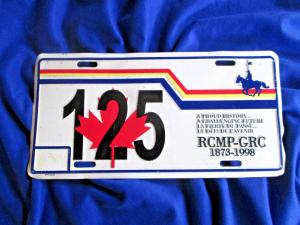 125
A PROUD HISTORY...
A CHALLENGING FUTURE
LA FIERTÉ DU PASSÉ...
LE DÉFI DE L'AVENIR
RCMP-GRC
1873-1998